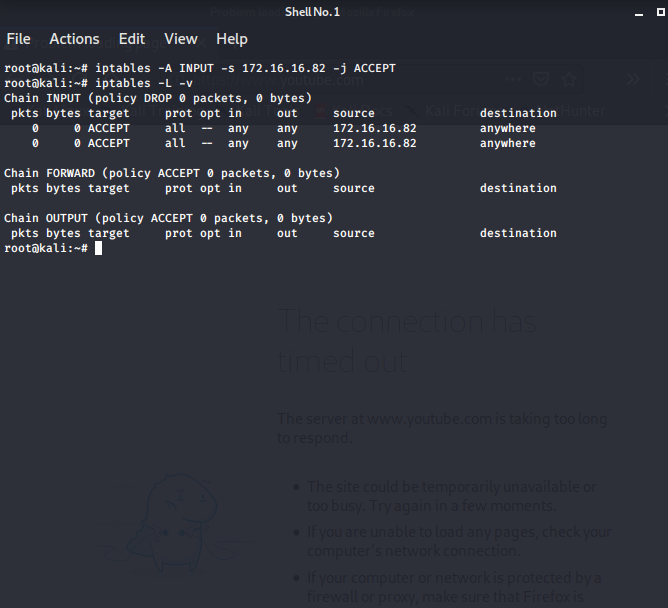 Shell No. 1
File Actions Edit View Help
root@kali:~# iptables -A INPUT -s 172.16.16.82 -j ACCEPT
root@kali:~# iptables -L -v
Chain INPUT (policy DROP 0 packets, 0 bytes)
pkts bytes target prot opt in out source destination
0 0 ACCEPT all -- any any 172.16.16.82 anywhere
0 0 ACCEPT all -- any any 172.16.16.82 anywhere
Chain FORWARD (policy ACCEPT 0 packets, 0 bytes)
pkts bytes target prot opt in out source destination
Chain OUTPUT (policy ACCEPT 0 packets, 0 bytes)
pkts bytes target prot opt in out source destination
root@kali:~#
The connection has
timed out
The server at www.youtube.com is taking too long
to respond.
The site could be temporarily unavailable or
too busy. Try again in a few moments.
If you are unable to load any pages, check your
computer's network connection.
If your computer or network is protected by a
firewall or proxy, make sure that Firefox is